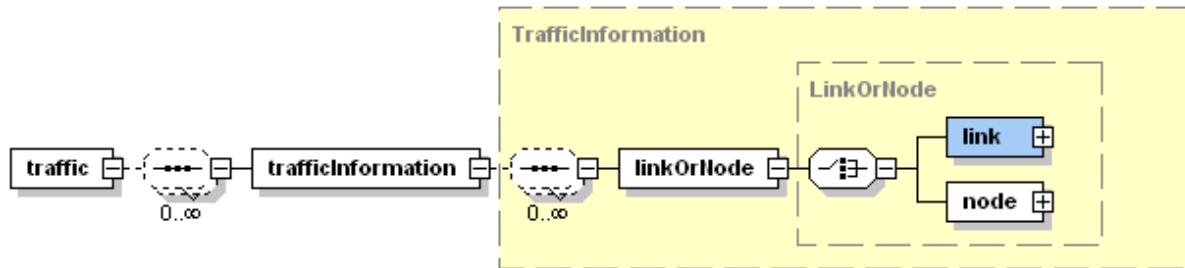 TrafficInformation
LinkOrNode
link
traffic
trafficInformation
linkOrNode
node
0..∞
0..∞